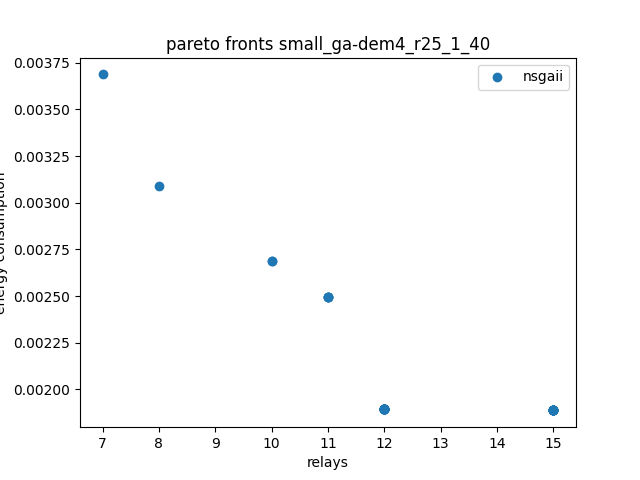 pareto fronts small_ga-dem4_r25_1_40
nsgaii
0.00375
0.00350
0.00325
0.00300
0.00275
0.00250
0.00225
0.00200
energy consumption
7 8 9 10 11 12 13 14 15
relays